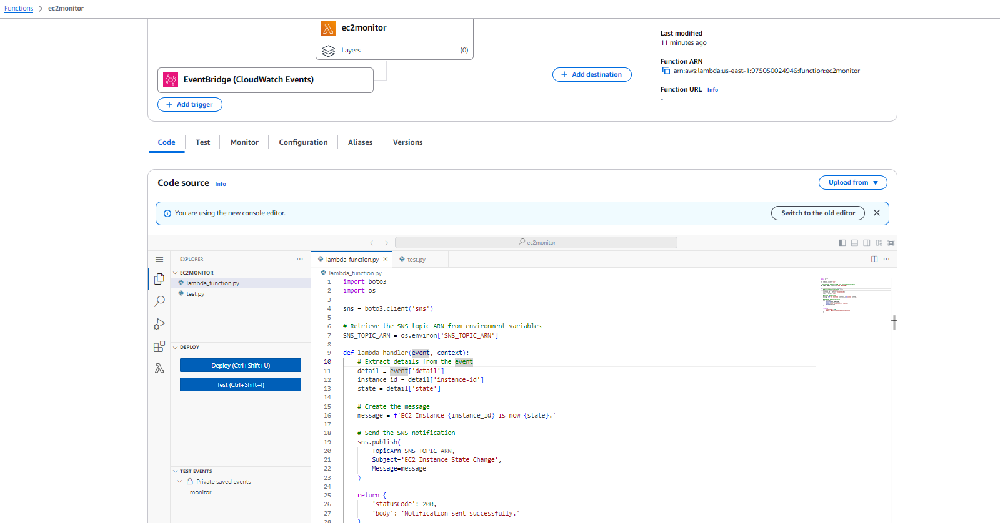 Functions > ec2monitor
ec2monitor
Layers (0)
EventBridge (CloudWatch Events)
+ Add trigger
+ Add destination
Last modified
11 minutes ago
Function ARN
arn:aws:lambda:us-east-1:975050024946:function:ec2monitor
Function URL Info
-
Code Test Monitor Configuration Aliases Versions
Code source Info
Upload from
You are using the new console editor.
Switch to the old editor
ec2monitor
EXPLORER ...
EC2MONITOR
lambda_function.py
test.py
DEPLOY
Deploy (Ctrl+Shift+U)
Test (Ctrl+Shift+I)
TEST EVENTS
Private saved events
monitor
lambda_function.py test.py
lambda_function.py
1 import boto3
2 import os
3
4 sns = boto3.client('sns')
5
6 # Retrieve the SNS topic ARN from environment variables
7 SNS_TOPIC_ARN = os.environ['SNS_TOPIC_ARN']
8
9 def lambda_handler(event, context):
10 # Extract details from the event
11 detail = event['detail']
12 instance_id = detail['instance-id']
13 state = detail['state']
14
15 # Create the message
16 message = f'EC2 Instance {instance_id} is now {state}.'
17
18 # Send the SNS notification
19 sns.publish(
20 TopicArn=SNS_TOPIC_ARN,
21 Subject='EC2 Instance State Change',
22 Message=message
23 )
24
25 return {
26 'statusCode': 200,
27 'body': 'Notification sent successfully.'
28 }